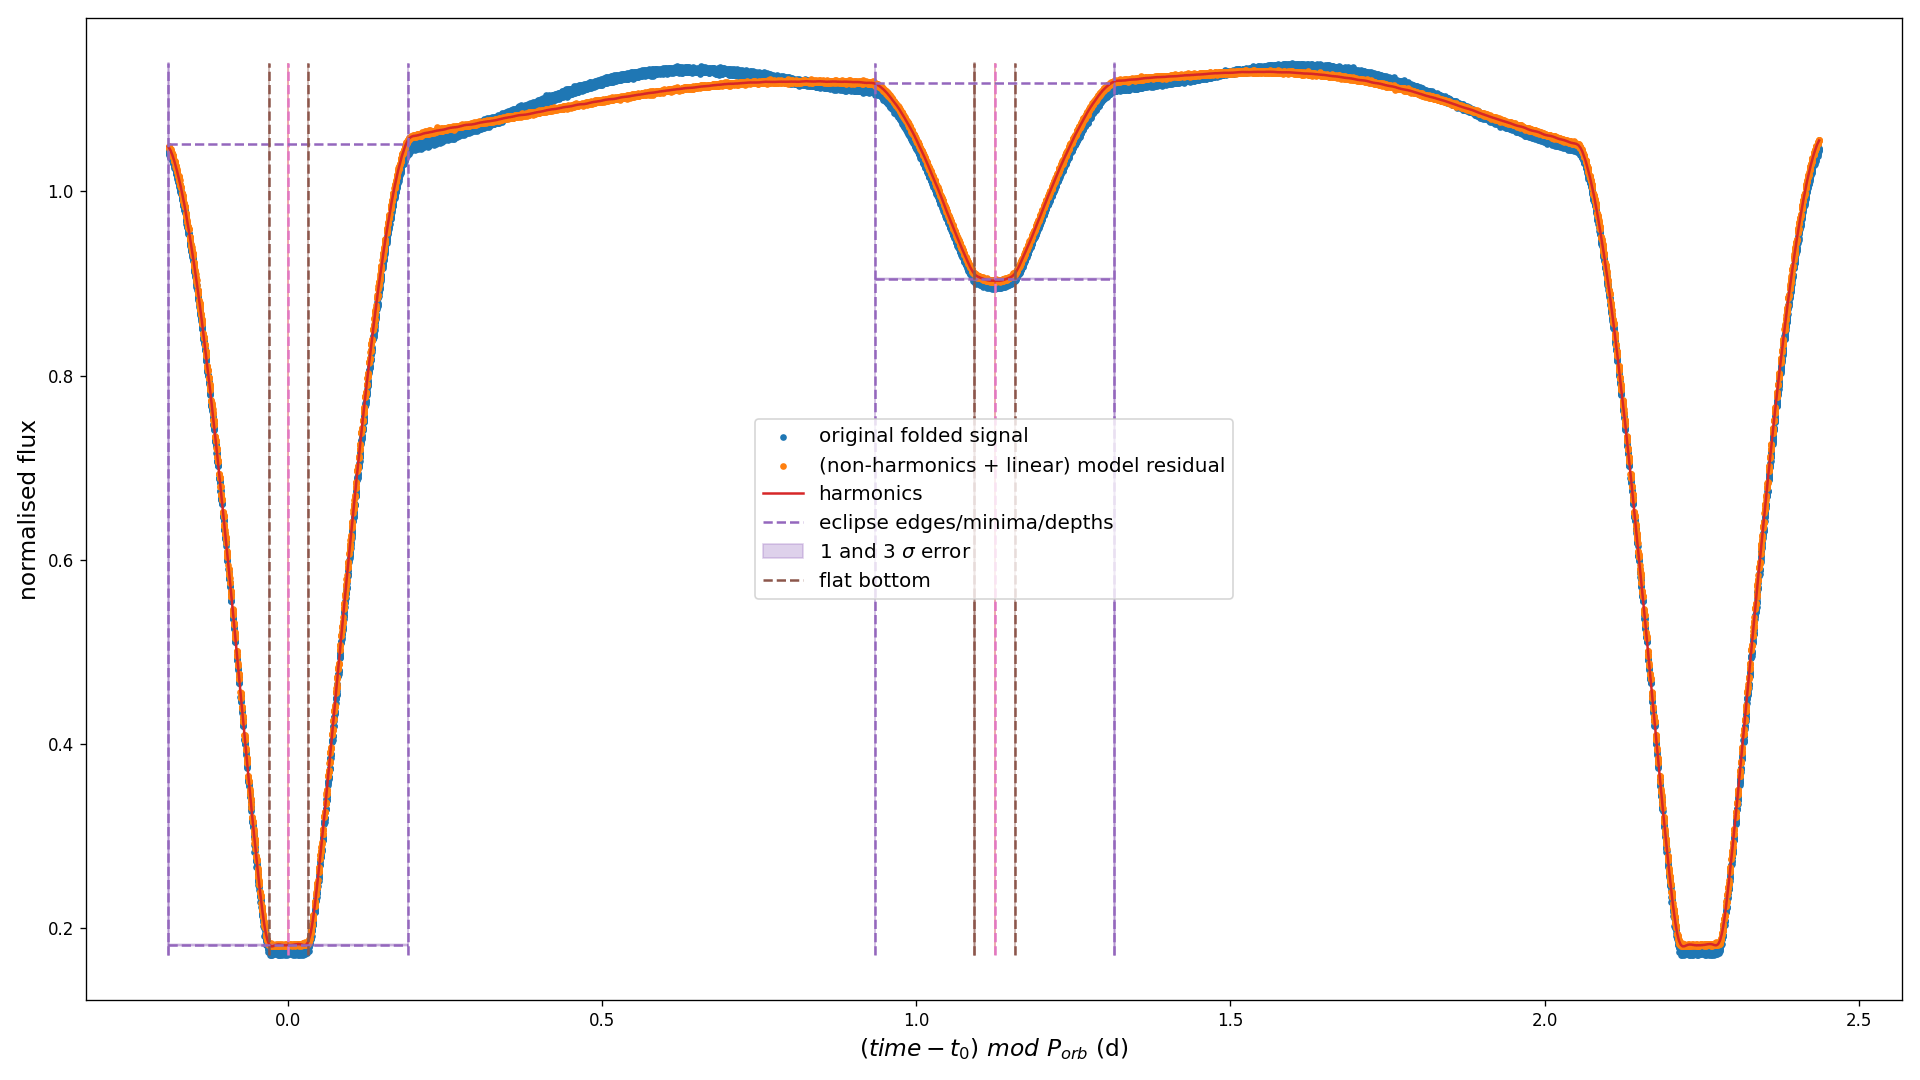 normalised flux
1.0
0.8
0.6
0.4
0.2
original folded signal
(non-harmonics + linear) model residual
harmonics
eclipse edges/minima/depths
1 and 3 σ error
flat bottom
0.0 0.5 1.0 1.5 2.0 2.5
(time − t₀) mod P_orb (d)